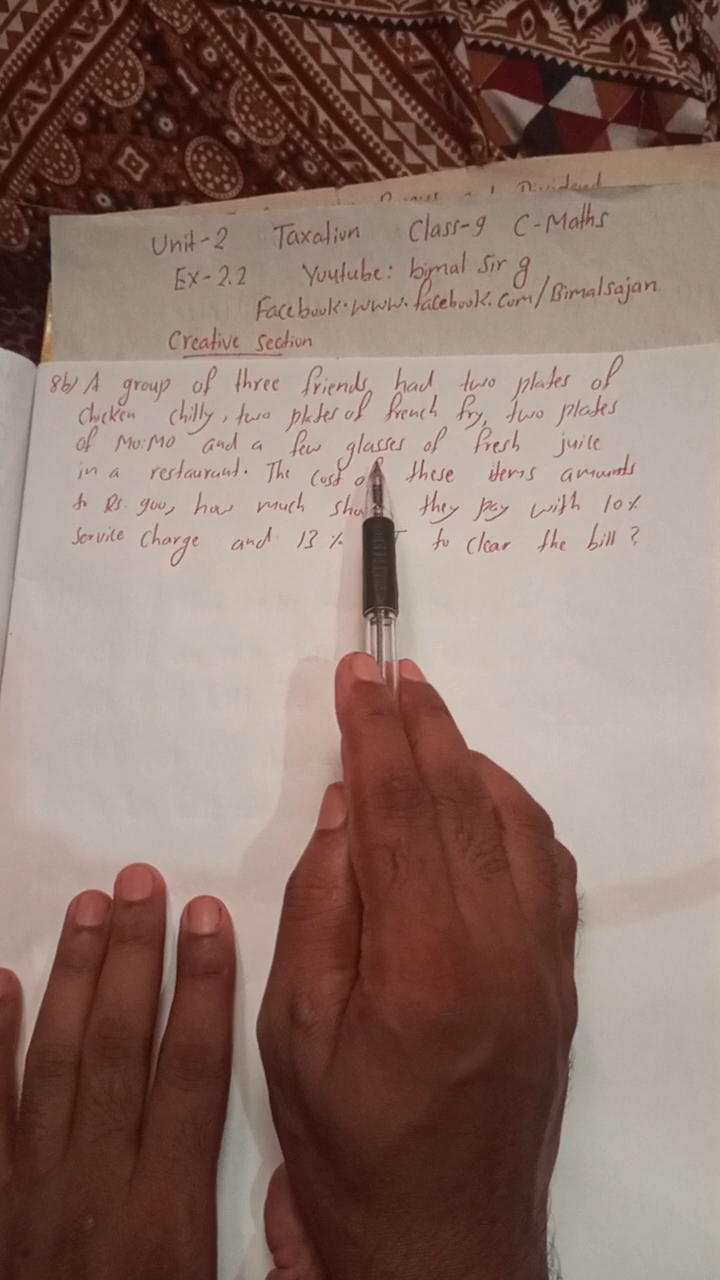 Dividend
Unit-2 Taxation Class-9 C-Maths
Ex-2.2 Youtube: bimal sir g
Facebook.www.facebook.com/Bimalsajan
Creative section
8b) A group of three friends had two plates of
chicken chilly, two plates of french fry, two plates
of Mo:Mo and a few glasses of fresh juice
in a restaurant. The cost of these items amounts
to Rs. 900, how much they pay with 10%
service charge and 13% to clear the bill?